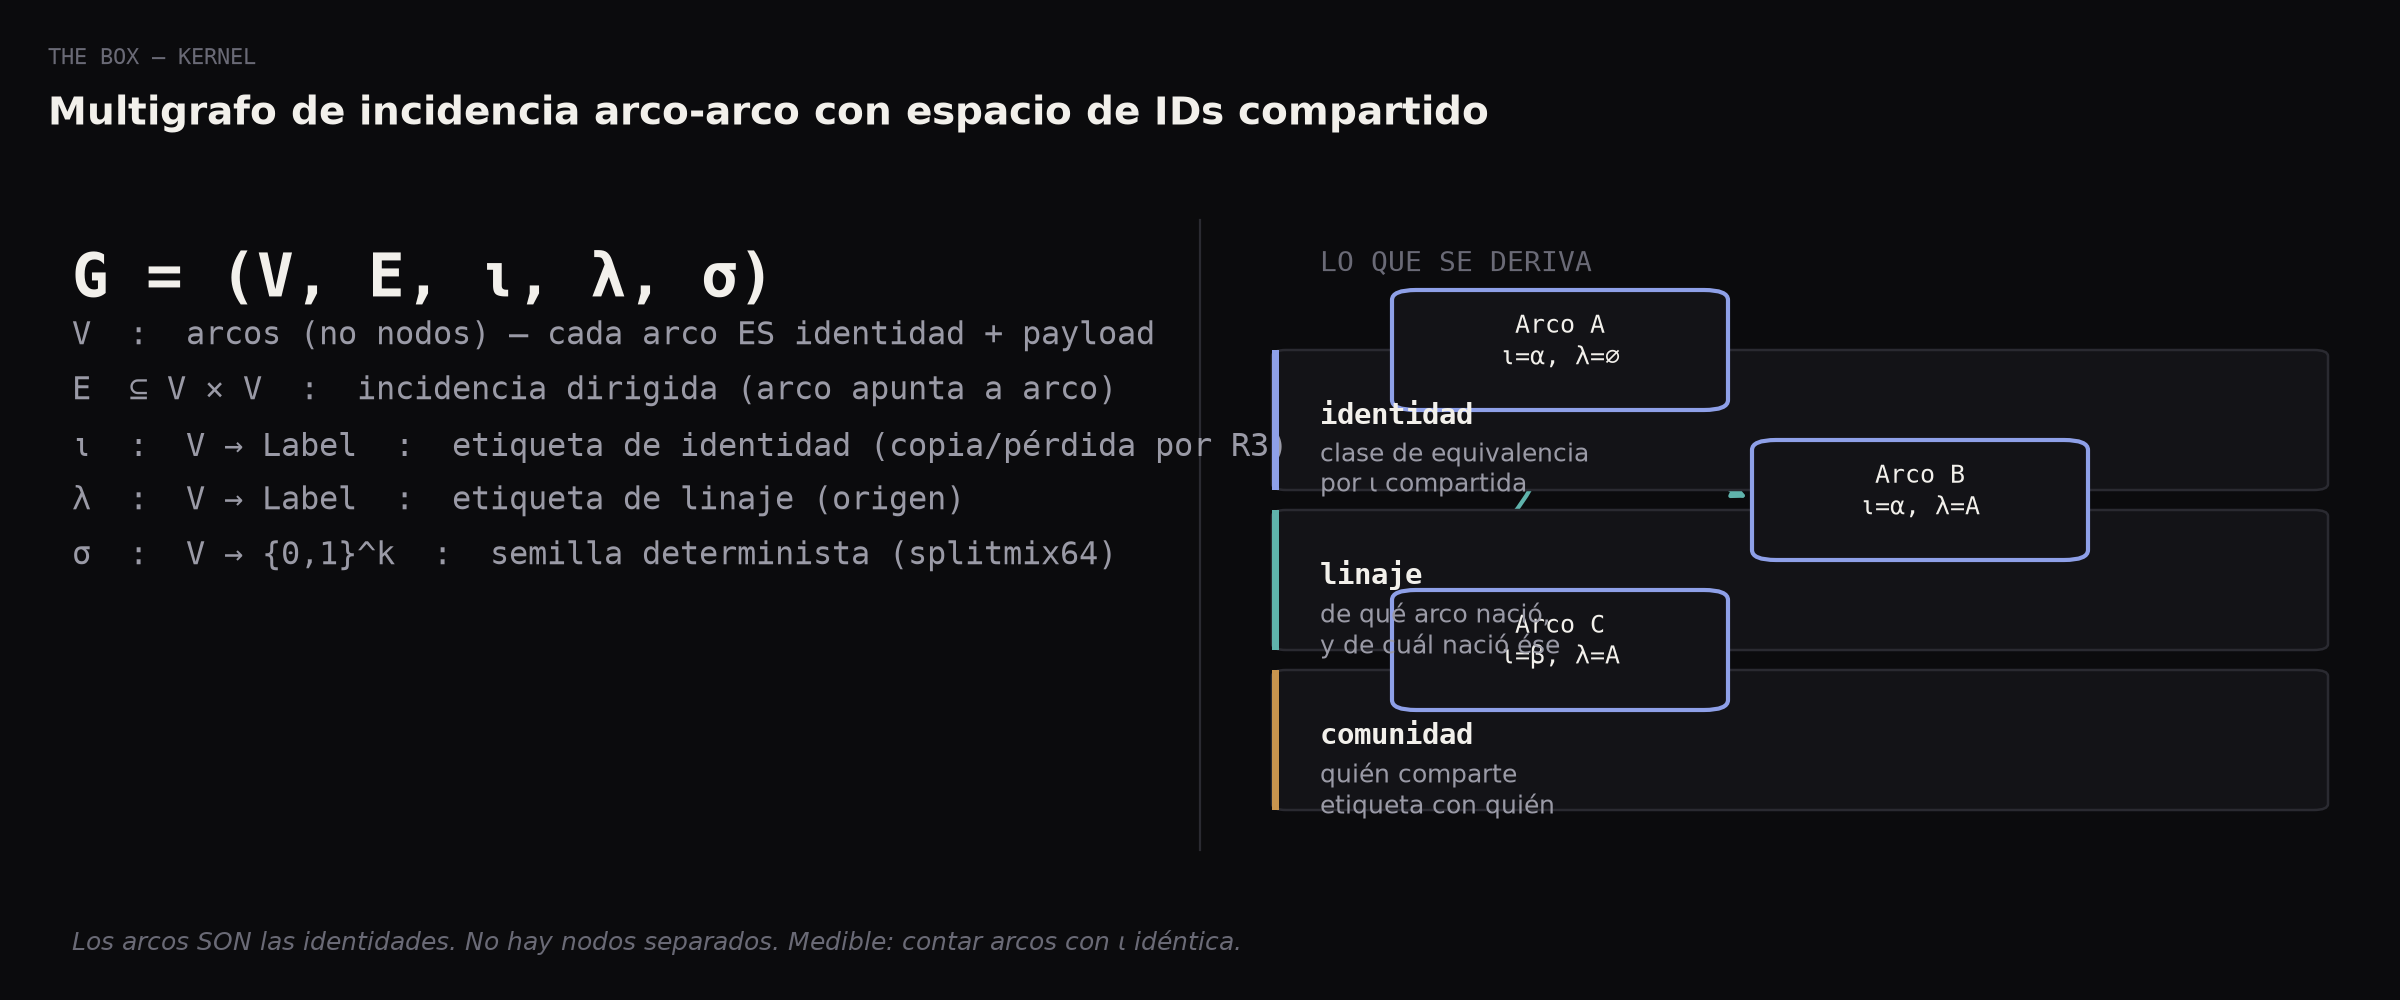 THE BOX — KERNEL
Multigrafo de incidencia arco-arco con espacio de IDs compartido
G = (V, E, ι, λ, σ)
V : arcos (no nodos) — cada arco ES identidad + payload
E ⊆ V × V : incidencia dirigida (arco apunta a arco)
ι : V → Label : etiqueta de identidad (copia/pérdida por R3)
λ : V → Label : etiqueta de linaje (origen)
σ : V → {0,1}^k : semilla determinista (splitmix64)
LO QUE SE DERIVA
Arco A
ι=α, λ=∅
identidad
clase de equivalencia
por ι compartida
Arco B
ι=α, λ=A
linaje
de qué arco nació,
y de cuál nació ése
Arco C
ι=β, λ=A
comunidad
quién comparte
etiqueta con quién
Los arcos SON las identidades. No hay nodos separados. Medible: contar arcos con ι idéntica.